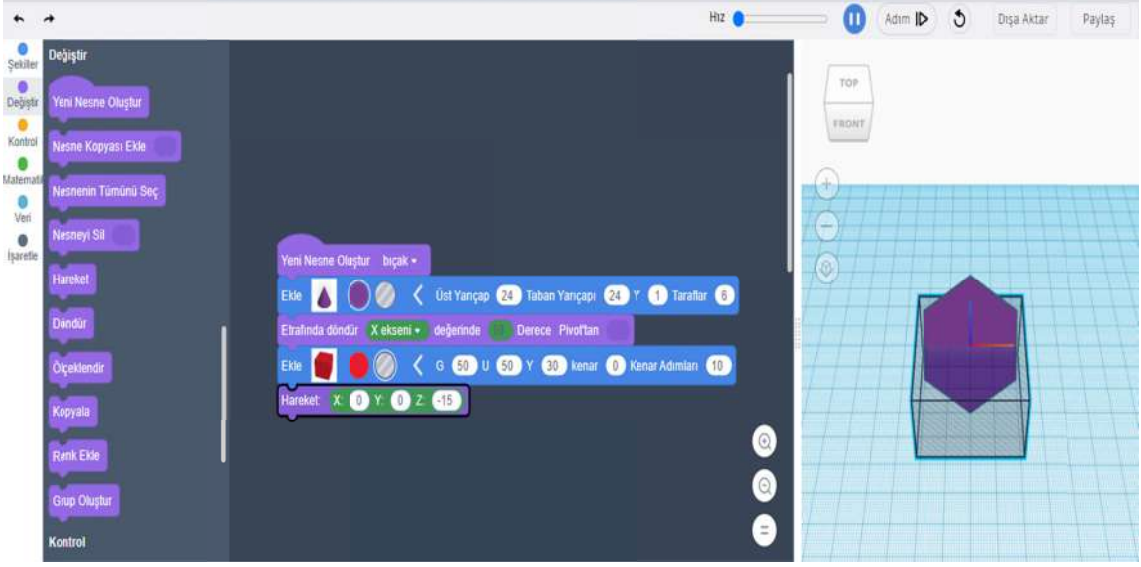 Hız Adım Dışa Aktar Paylaş
Şekiller
Değiştir
Kontrol
Matemati
Veri
İşaretle
Değiştir
Yeni Nesne Oluştur
Nesne Kopyası Ekle
Nesnenin Tümünü Seç
Nesneyi Sil
Hareket
Döndür
Ölçeklendir
Kopyala
Renk Ekle
Grup Oluştur
Kontrol
Yeni Nesne Oluştur bıçak
Ekle Üst Yarıçap 24 Taban Yarıçapı 24 Y 1 Taraflar 6
Etrafında döndür X ekseni değerinde Derece Pivot'tan
Ekle G 50 U 50 Y 30 kenar 0 Kenar Adımları 10
Hareket: X: 0 Y: 0 Z: -15
TOP
FRONT